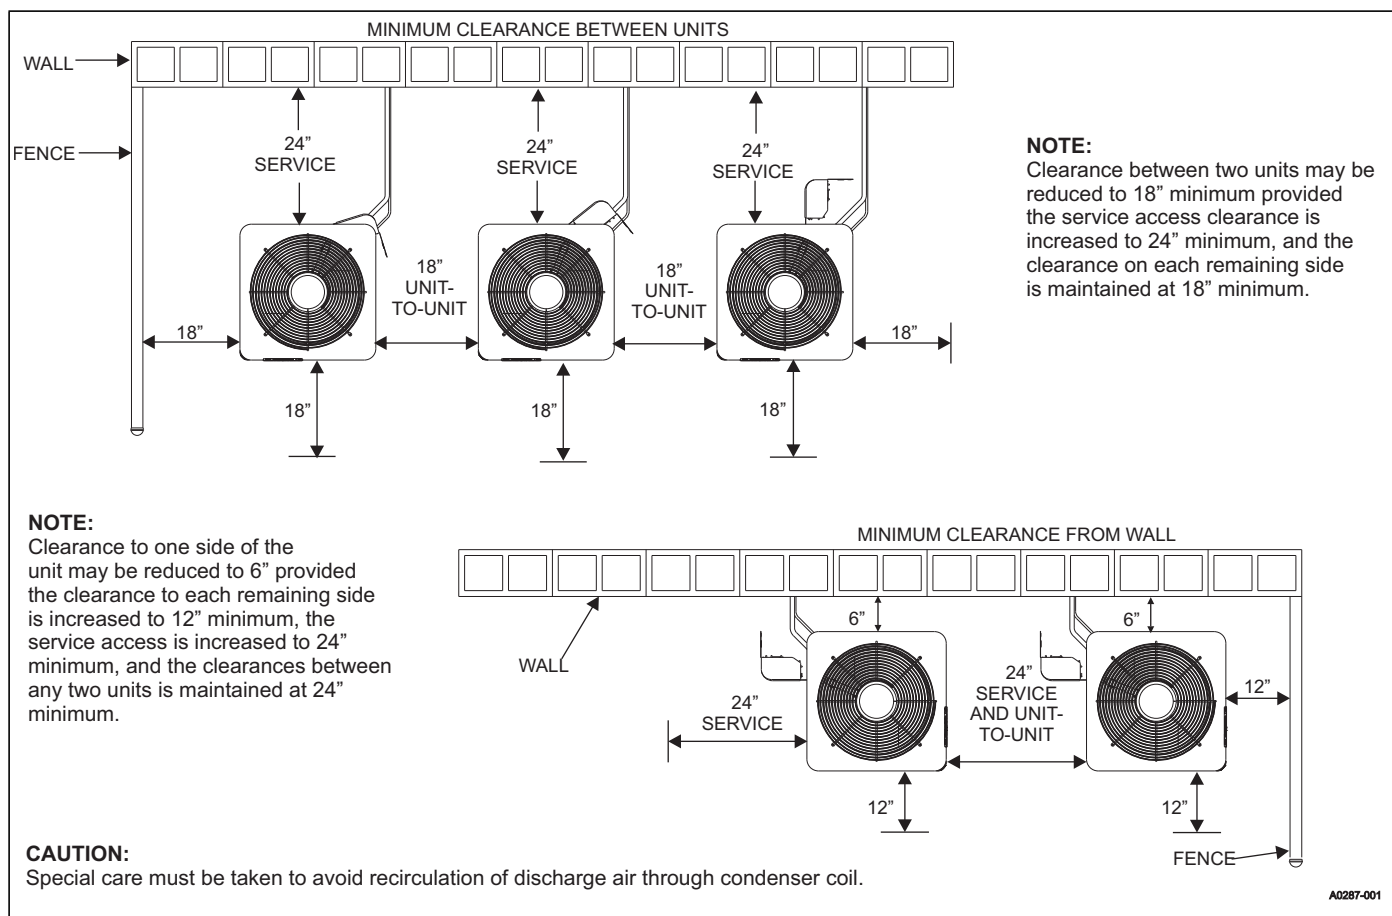 MINIMUM CLEARANCE BETWEEN UNITS
WALL
FENCE
24”
SERVICE
24”
SERVICE
24”
SERVICE
18”
UNIT-
TO-UNIT
18”
UNIT-
TO-UNIT
18”
18”
18”
18”
18”
NOTE:
Clearance between two units may be
reduced to 18” minimum provided
the service access clearance is
increased to 24” minimum, and the
clearance on each remaining side
is maintained at 18” minimum.
NOTE:
Clearance to one side of the
unit may be reduced to 6” provided
the clearance to each remaining side
is increased to 12” minimum, the
service access is increased to 24”
minimum, and the clearances between
any two units is maintained at 24”
minimum.
MINIMUM CLEARANCE FROM WALL
6”
6”
WALL
24”
SERVICE
24”
SERVICE
AND UNIT-
TO-UNIT
12”
12”
12”
FENCE
CAUTION:
Special care must be taken to avoid recirculation of discharge air through condenser coil.
A0287-001